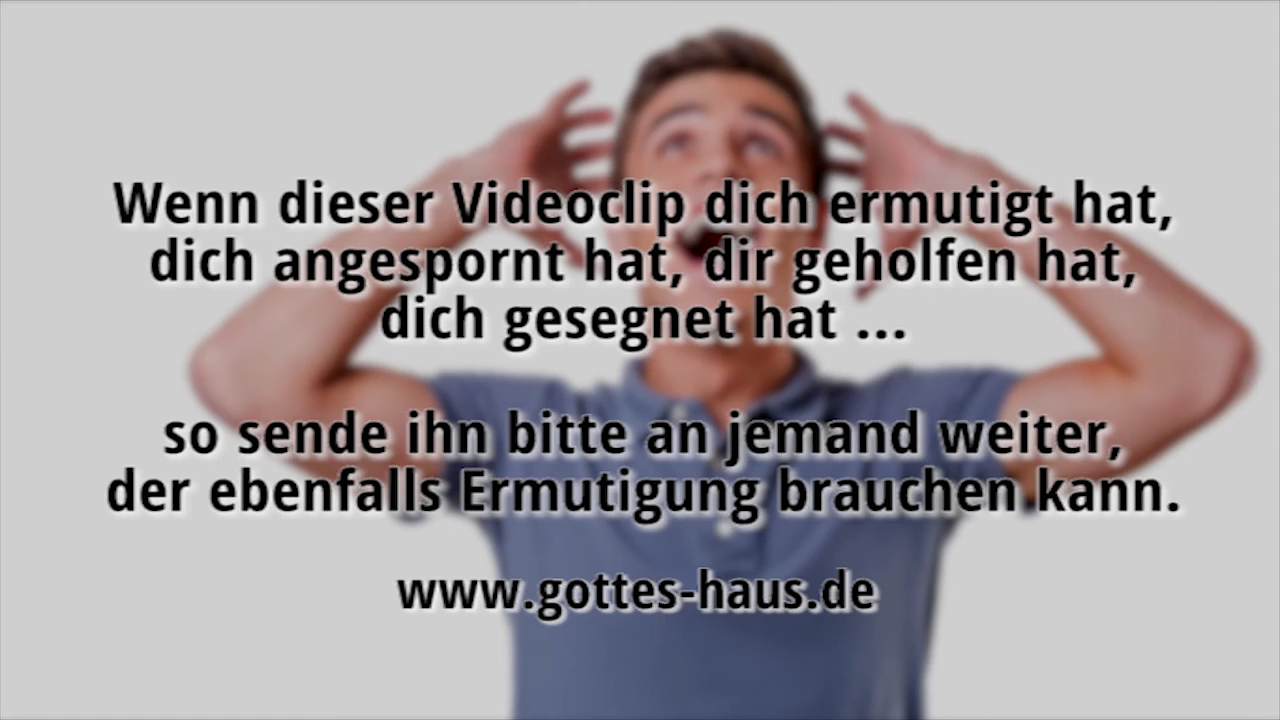 Wenn dieser Videoclip dich ermutigt hat,
dich angespornt hat, dir geholfen hat,
dich gesegnet hat ...
so sende ihn bitte an jemand weiter,
der ebenfalls Ermutigung brauchen kann.
www.gottes-haus.de